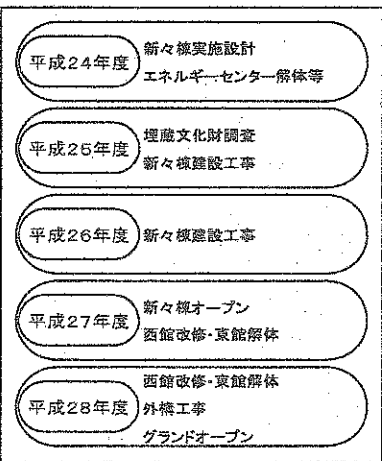 平成24年度
新々棟実施設計
エネルギーセンター解体等
平成25年度
埋蔵文化財調査
新々棟建設工事
平成26年度
新々棟建設工事
平成27年度
新々棟オープン
西館改修・東館解体
平成28年度
西館改修・東館解体
外構工事
グランドオープン